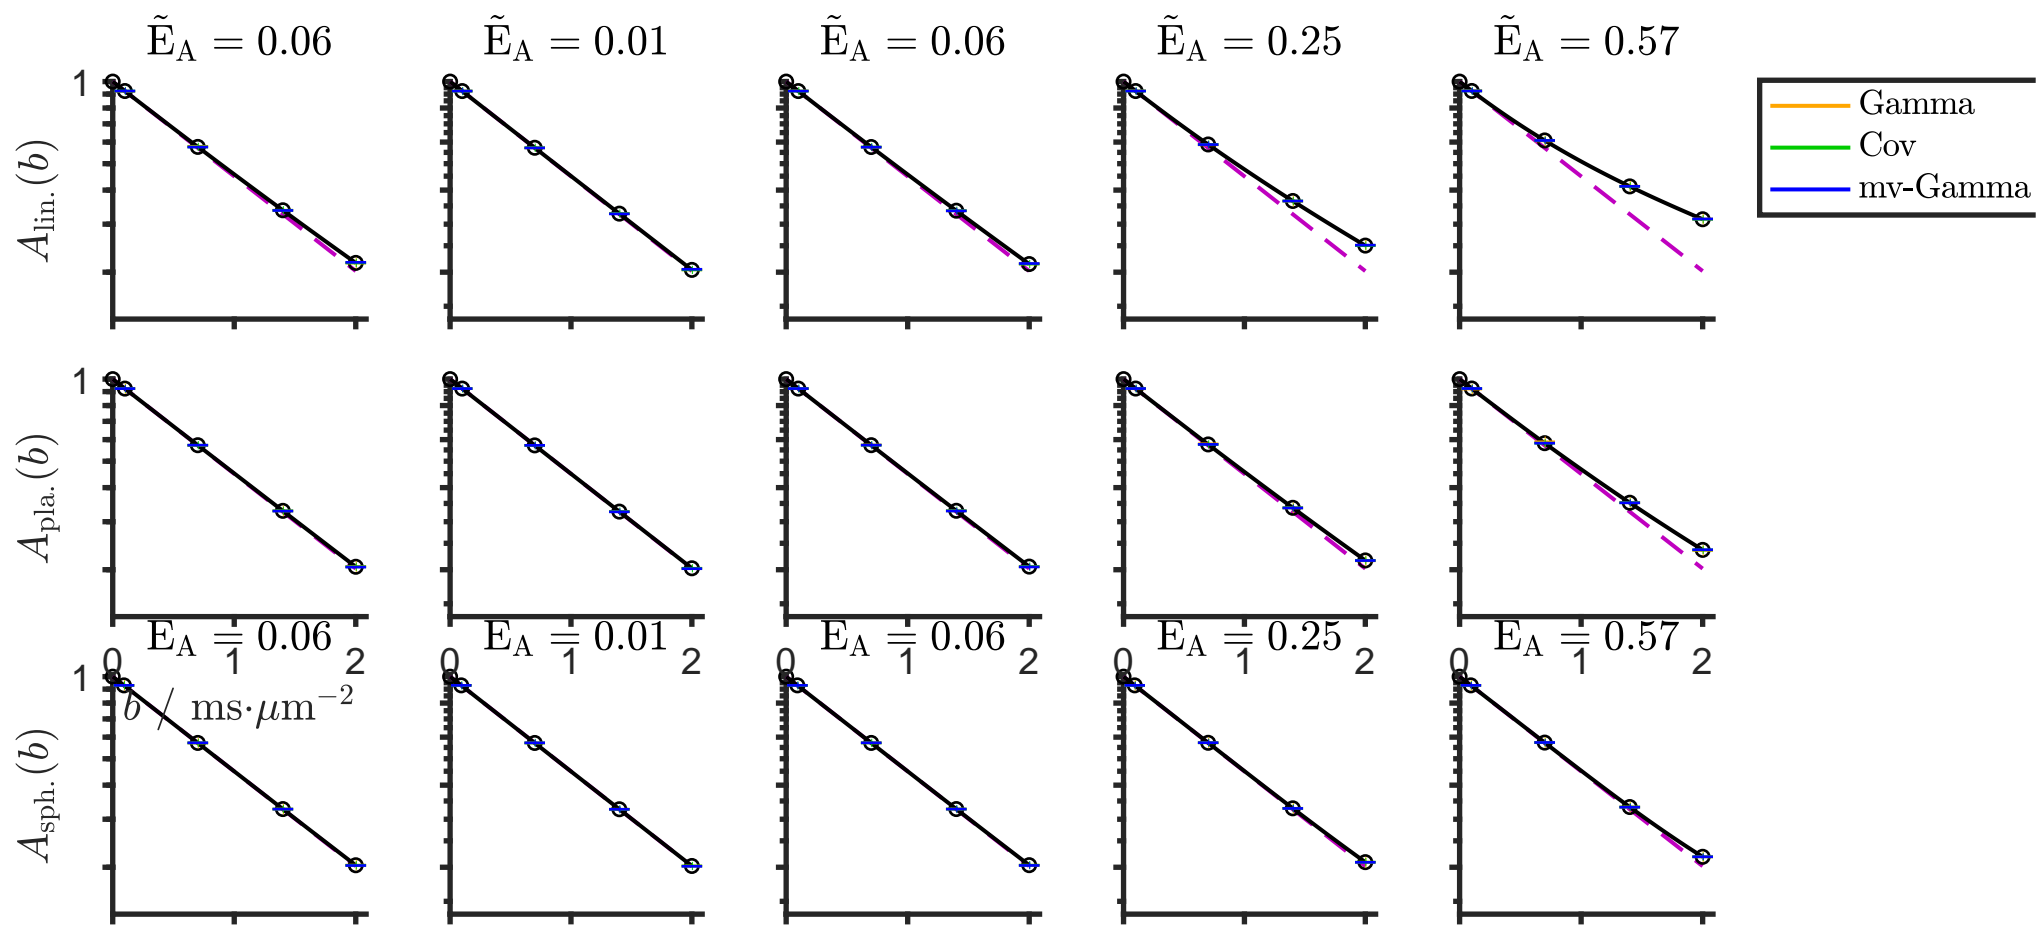 Ẽ_A = 0.06
Ẽ_A = 0.01
Ẽ_A = 0.06
Ẽ_A = 0.25
Ẽ_A = 0.57
1
A_lin.(b)
Gamma
Cov
mv-Gamma
1
A_pla.(b)
E_A = 0.06
E_A = 0.01
E_A = 0.06
E_A = 0.25
E_A = 0.57
0 1 2
0 1 2
0 1 2
0 1 2
0 1 2
b / ms·μm⁻²
1
A_sph.(b)